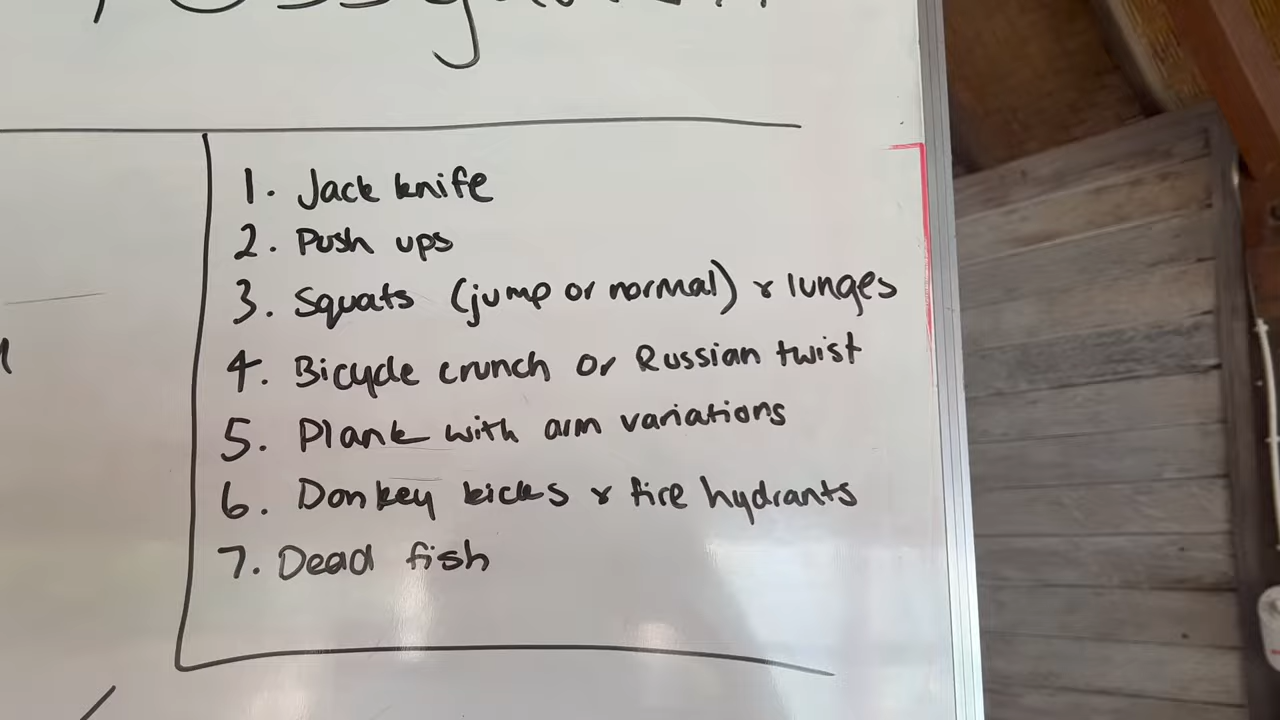 1. Jack knife
2. Push ups
3. Squats (jump or normal) & lunges
4. Bicycle crunch or Russian twist
5. Plank with arm variations
6. Donkey kicks & fire hydrants
7. Dead fish